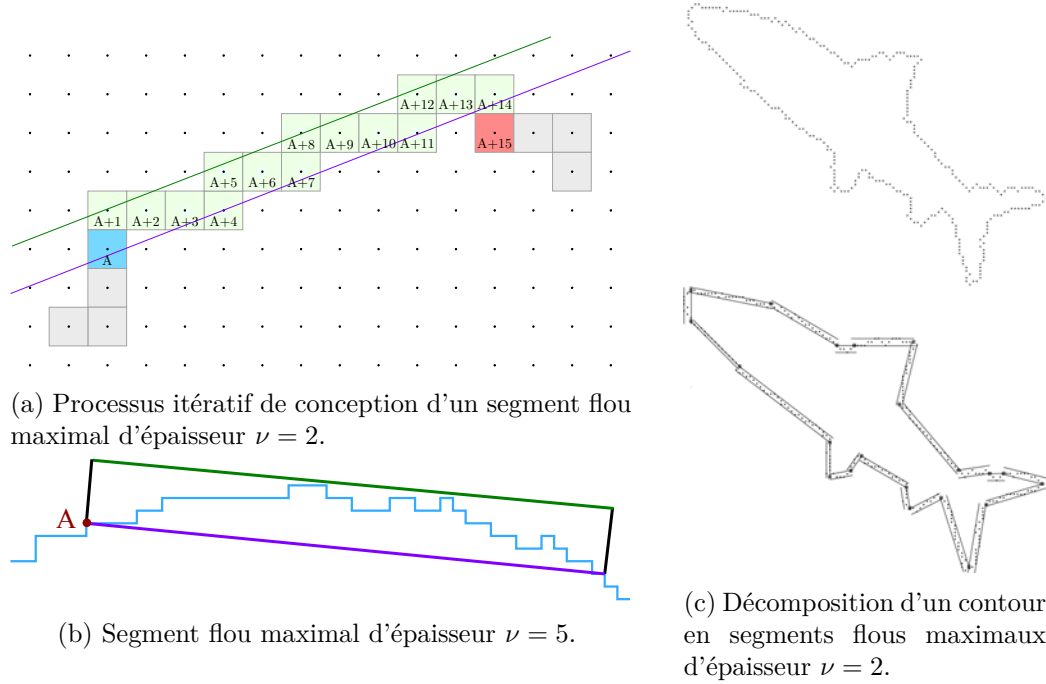 A+12 A+13 A+14
A+8 A+9 A+10 A+11 A+15
A+5 A+6 A+7
A+1 A+2 A+3 A+4
A
(a) Processus itératif de conception d'un segment flou
maximal d'épaisseur ν = 2.
A
(b) Segment flou maximal d'épaisseur ν = 5.
(c) Décomposition d'un contour
en segments flous maximaux
d'épaisseur ν = 2.